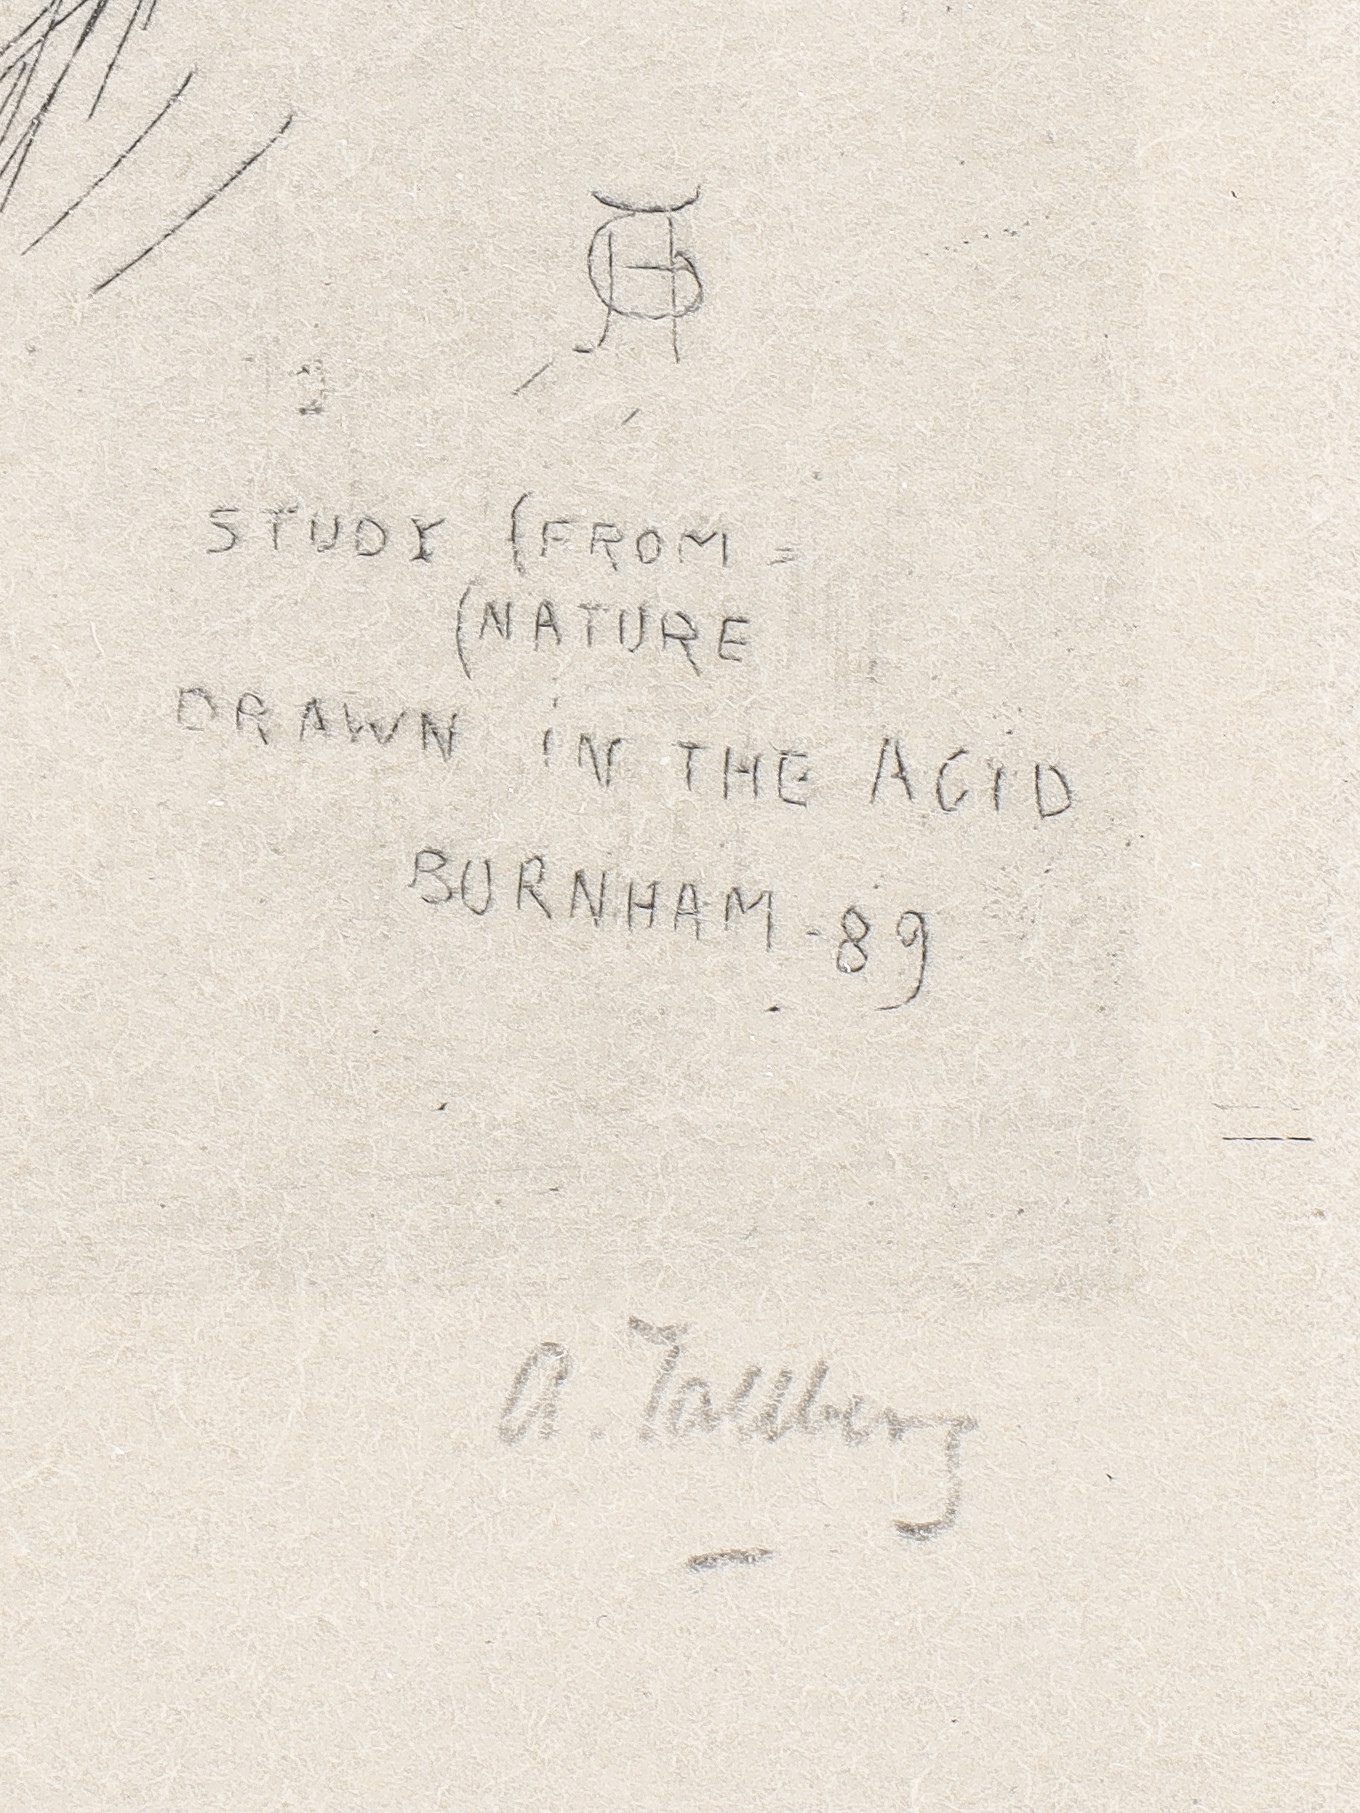 STUDY (FROM =
(NATURE
DRAWN IN THE ACID
BURNHAM -89
A. Tallberg